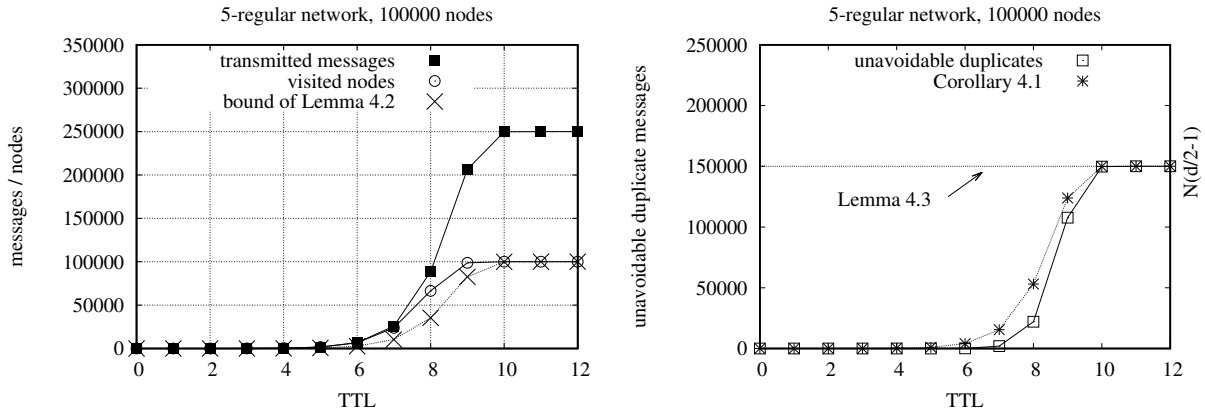 5-regular network, 100000 nodes
messages / nodes
350000
300000
250000
200000
150000
100000
50000
0
transmitted messages
visited nodes
bound of Lemma 4.2
0 2 4 6 8 10 12
TTL
5-regular network, 100000 nodes
unavoidable duplicate messages
250000
200000
150000
100000
50000
0
unavoidable duplicates
Corollary 4.1
Lemma 4.3
N(d/2-1)
0 2 4 6 8 10 12
TTL